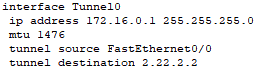 interface Tunnel0
ip address 172.16.0.1 255.255.255.0
mtu 1476
tunnel source FastEthernet0/0
tunnel destination 2.22.2.2